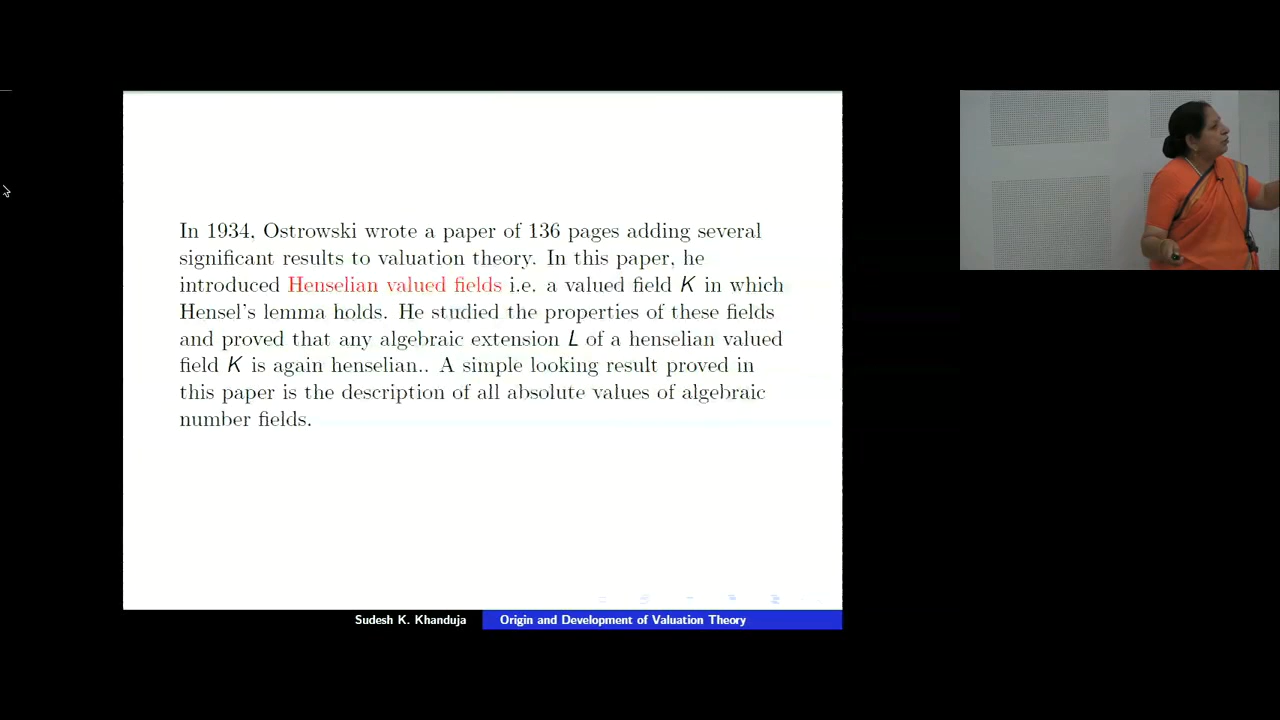 In 1934, Ostrowski wrote a paper of 136 pages adding several
significant results to valuation theory. In this paper, he
introduced Henselian valued fields i.e. a valued field K in which
Hensel's lemma holds. He studied the properties of these fields
and proved that any algebraic extension L of a henselian valued
field K is again henselian.. A simple looking result proved in
this paper is the description of all absolute values of algebraic
number fields.
Sudesh K. Khanduja
Origin and Development of Valuation Theory